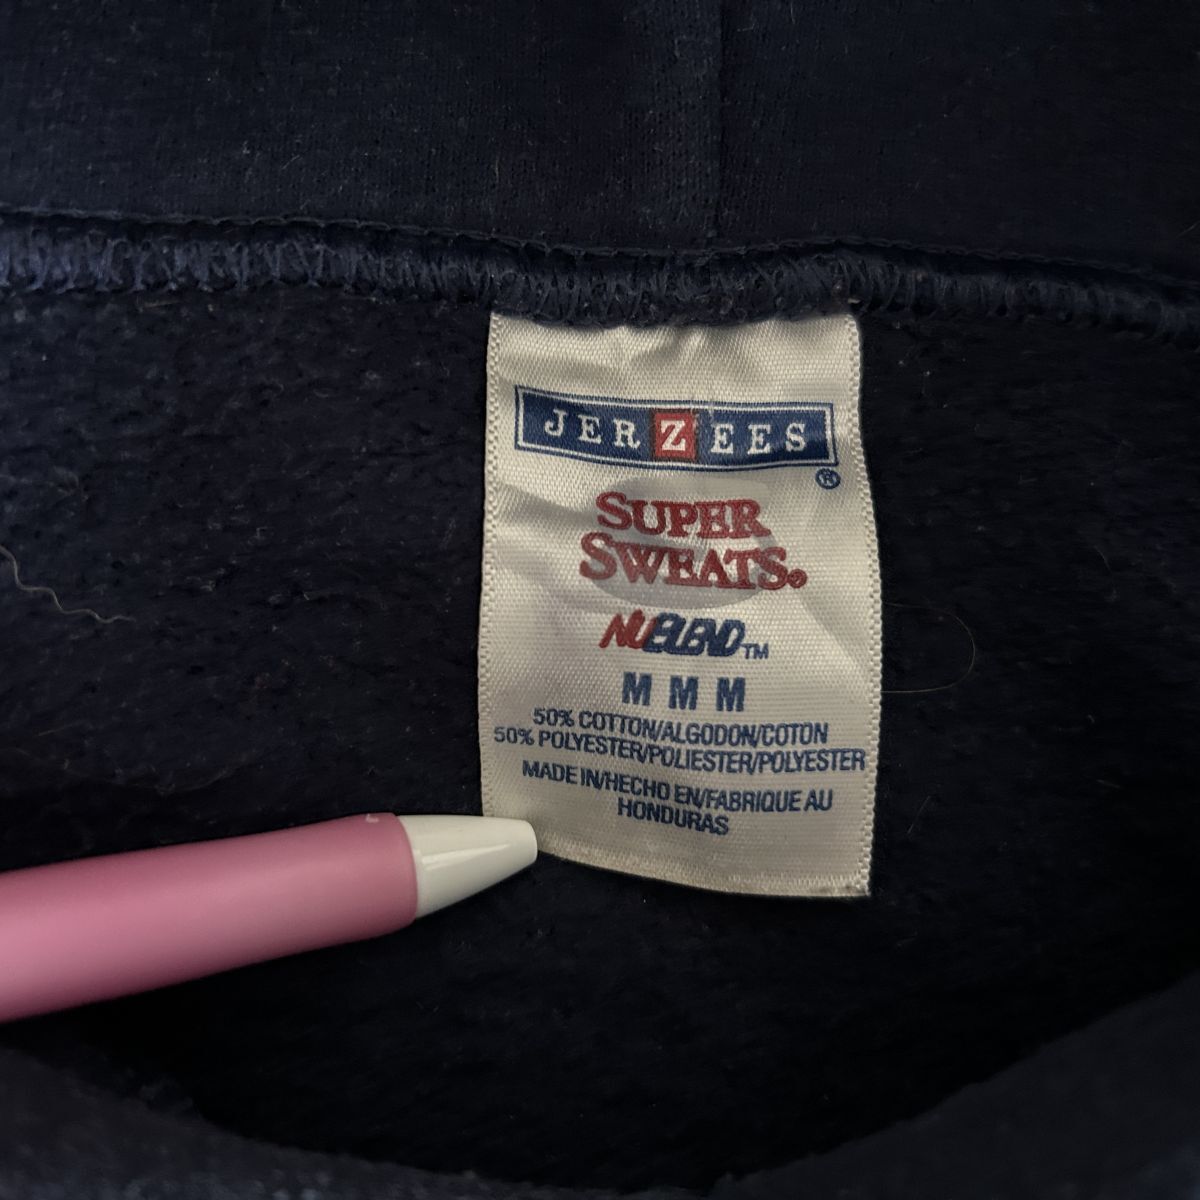 JERZEES®
SUPER
SWEATS®
NUBLEND™
M M M
50% COTTON/ALGODON/COTON
50% POLYESTER/POLIESTER/POLYESTER
MADE IN/HECHO EN/FABRIQUE AU
HONDURAS